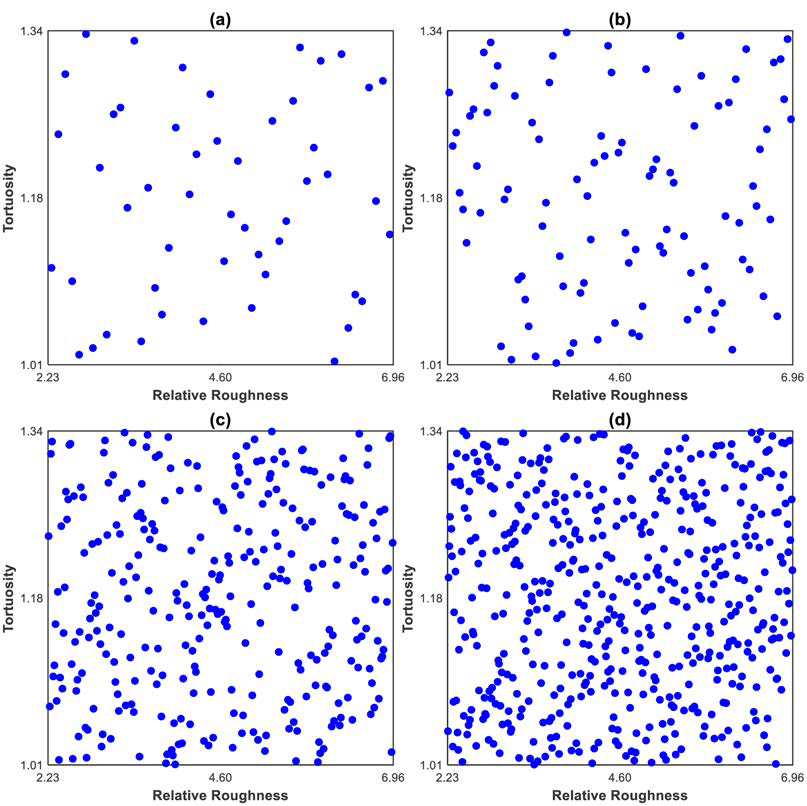 (a)
(b)
1.34
1.34
Tortuosity
Tortuosity
1.18
1.18
1.01
1.01
2.23 4.60 6.96
2.23 4.60 6.96
Relative Roughness
Relative Roughness
(c)
(d)
1.34
1.34
Tortuosity
Tortuosity
1.18
1.18
1.01
1.01
2.23 4.60 6.96
2.23 4.60 6.96
Relative Roughness
Relative Roughness